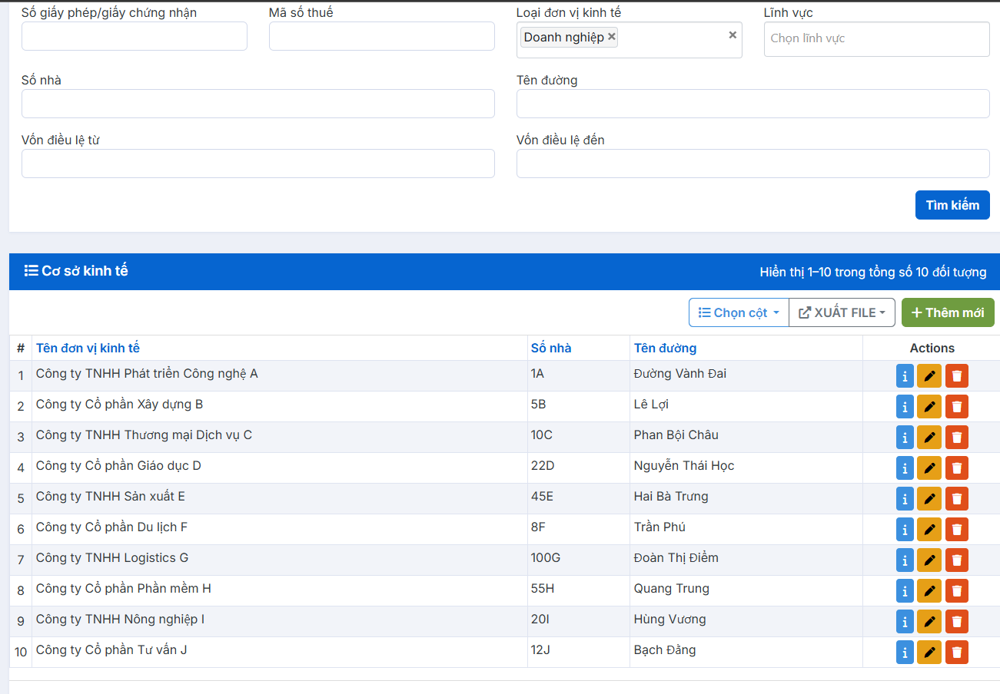 Số giấy phép/giấy chứng nhận Mã số thuế Loại đơn vị kinh tế Lĩnh vực
Doanh nghiệp × × Chọn lĩnh vực
Số nhà Tên đường
Vốn điều lệ từ Vốn điều lệ đến
Tìm kiếm
Cơ sở kinh tế Hiển thị 1–10 trong tổng số 10 đối tượng
Chọn cột XUẤT FILE + Thêm mới
# Tên đơn vị kinh tế Số nhà Tên đường Actions
1 Công ty TNHH Phát triển Công nghệ A 1A Đường Vành Đai
2 Công ty Cổ phần Xây dựng B 5B Lê Lợi
3 Công ty TNHH Thương mại Dịch vụ C 10C Phan Bội Châu
4 Công ty Cổ phần Giáo dục D 22D Nguyễn Thái Học
5 Công ty TNHH Sản xuất E 45E Hai Bà Trưng
6 Công ty Cổ phần Du lịch F 8F Trần Phú
7 Công ty TNHH Logistics G 100G Đoàn Thị Điểm
8 Công ty Cổ phần Phần mềm H 55H Quang Trung
9 Công ty TNHH Nông nghiệp I 20I Hùng Vương
10 Công ty Cổ phần Tư vấn J 12J Bạch Đằng